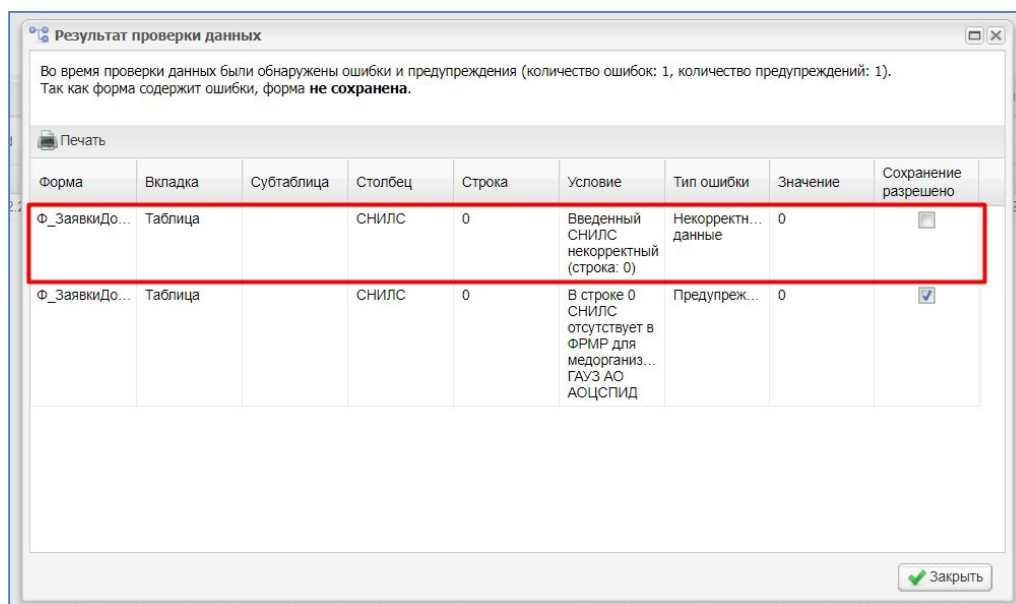 Результат проверки данных
Во время проверки данных были обнаружены ошибки и предупреждения (количество ошибок: 1, количество предупреждений: 1).
Так как форма содержит ошибки, форма не сохранена.
Печать
Форма Вкладка Субтаблица Столбец Строка Условие Тип ошибки Значение Сохранение
разрешено
Ф_ЗаявкиДо... Таблица СНИЛС 0 Введенный Некорректн... 0
СНИЛС данные
некорректный
(строка: 0)
Ф_ЗаявкиДо... Таблица СНИЛС 0 В строке 0 Предупреж... 0
СНИЛС
отсутствует в
ФРМР для
медорганиз...
ГАУЗ АО
АОЦСПИД
Закрыть